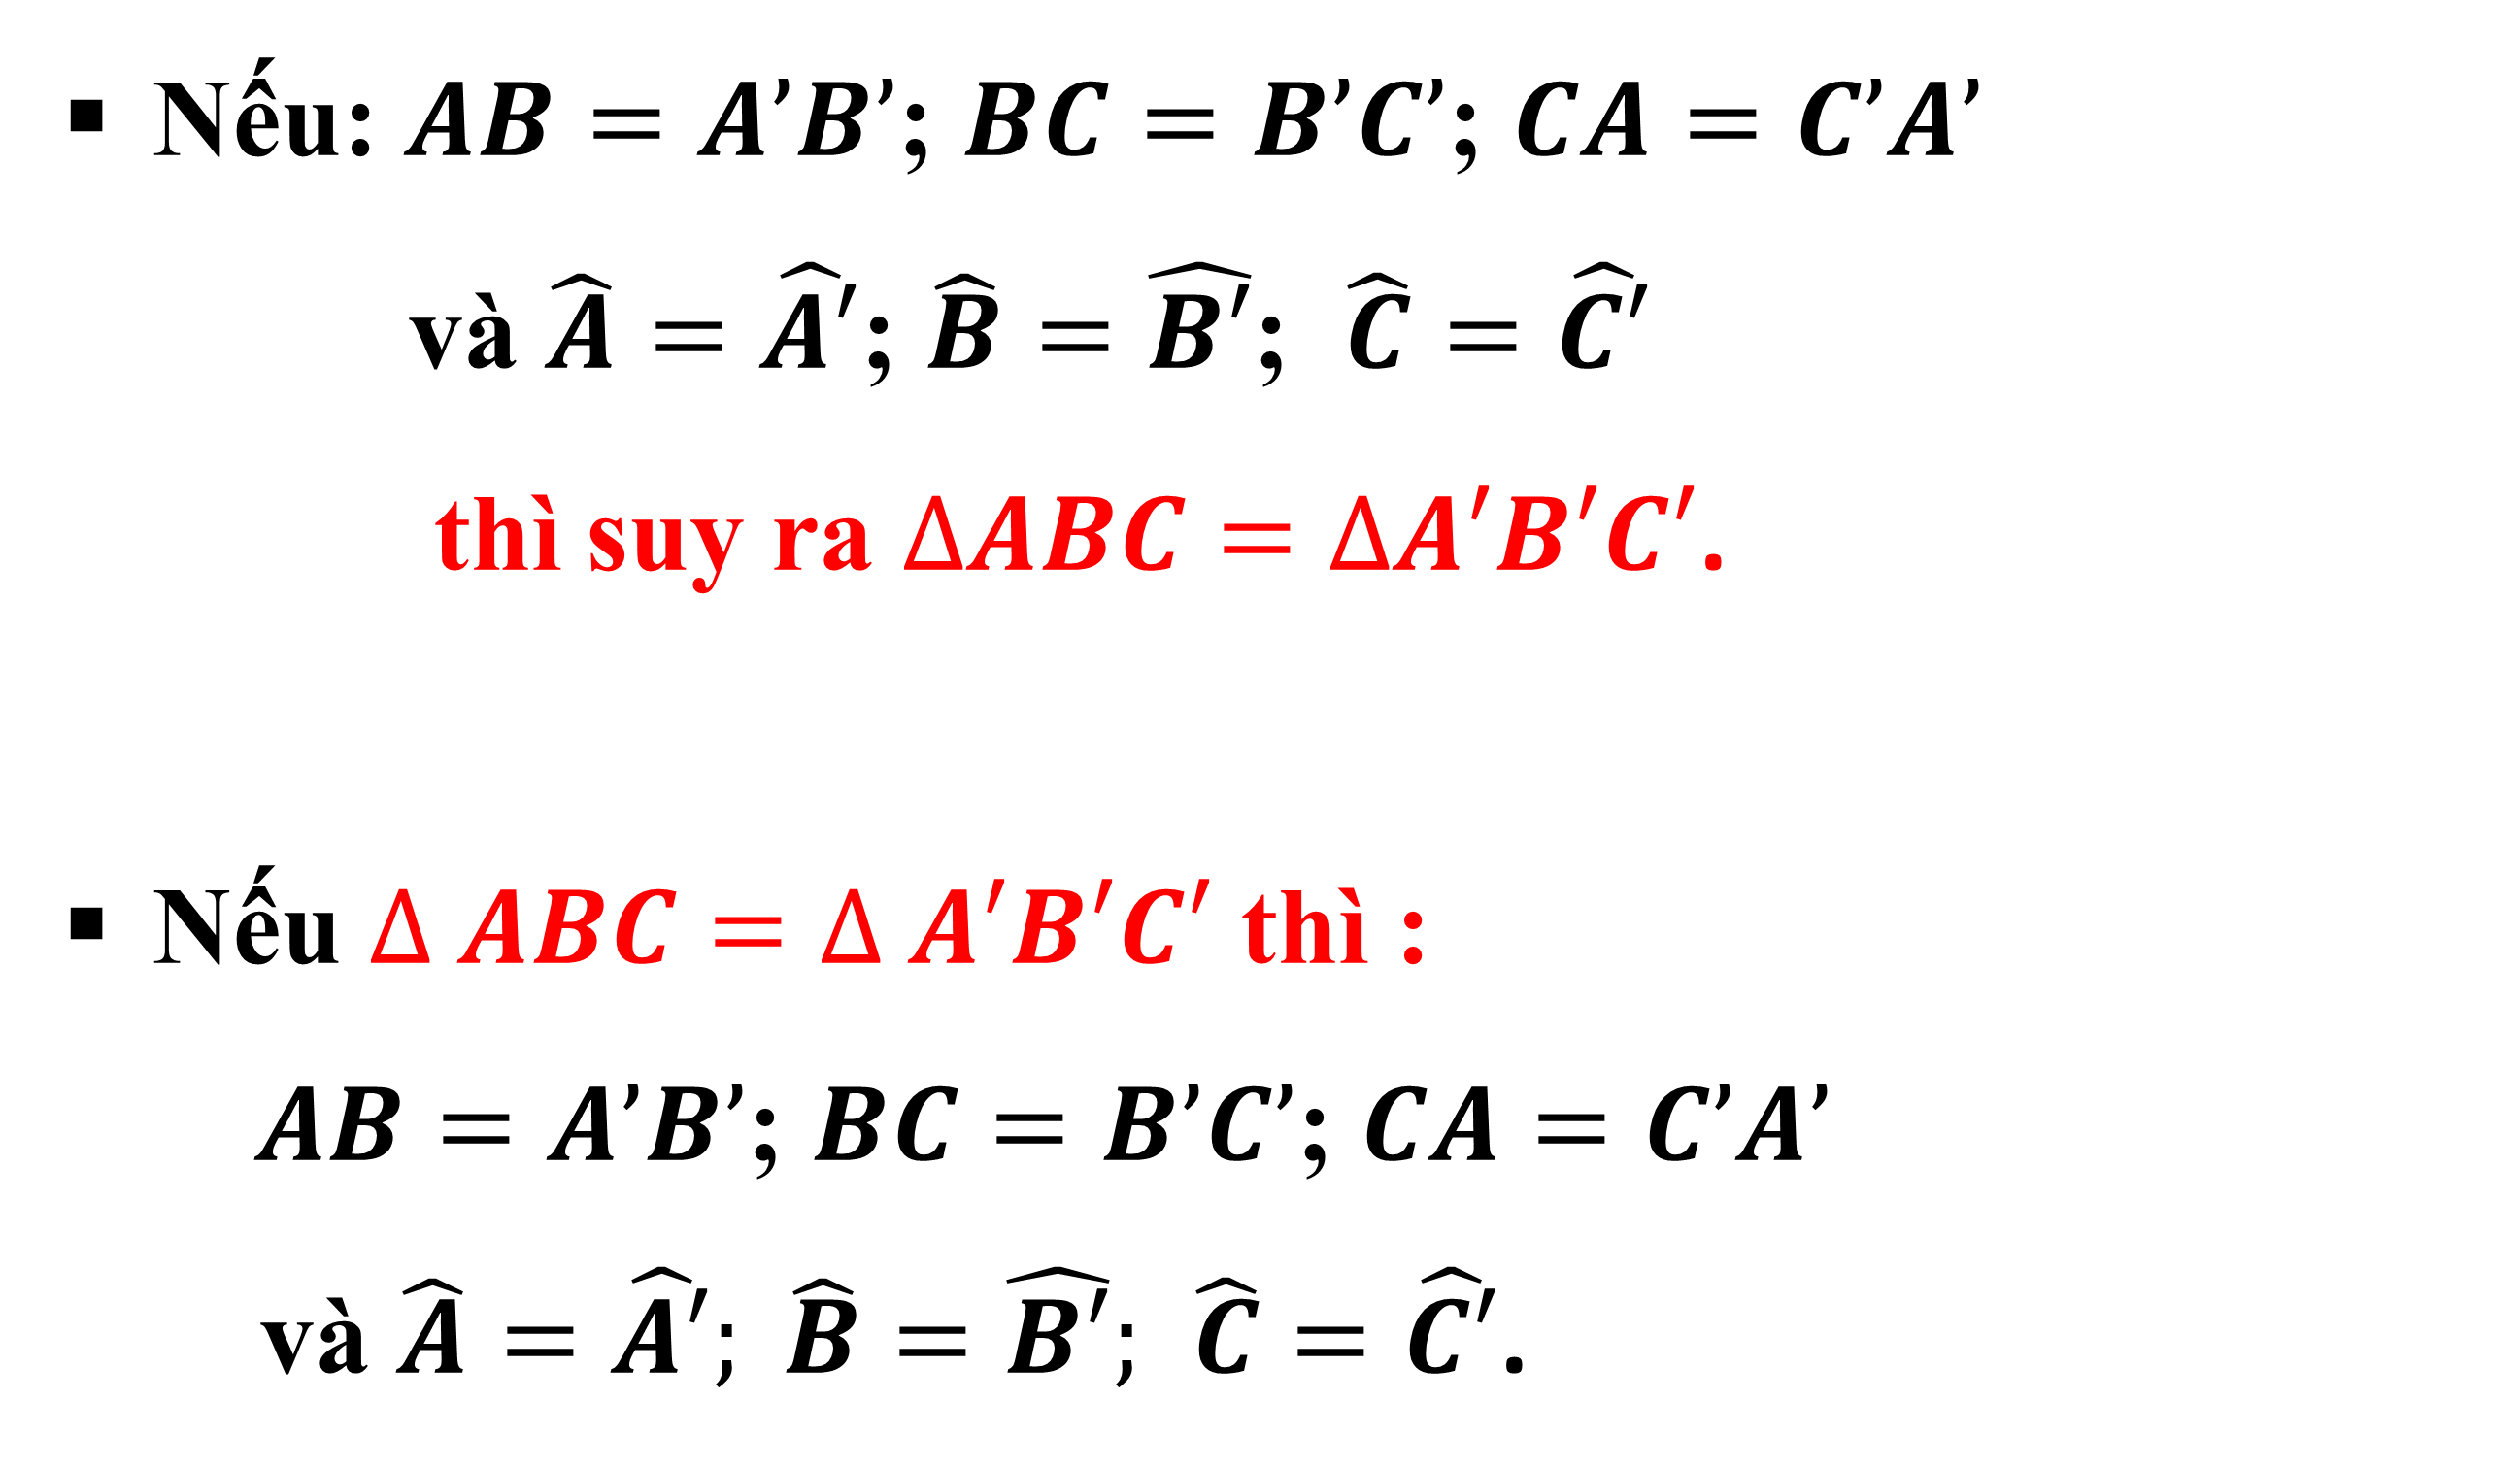 ▪ Nếu: AB = A’B’; BC = B’C’; CA = C’A’
và Â = Â′; B̂ = B̂′; Ĉ = Ĉ′
thì suy ra ΔABC = ΔA′B′C′.
▪ Nếu Δ ABC = Δ A′B′C′ thì :
AB = A’B’; BC = B’C’; CA = C’A’
và Â = Â′; B̂ = B̂′; Ĉ = Ĉ′.